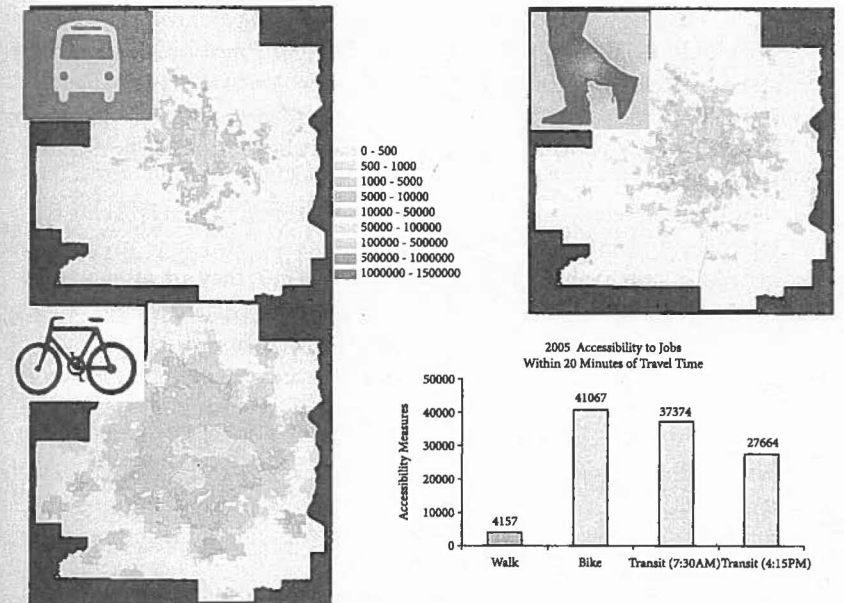 0 - 500
500 - 1000
1000 - 5000
5000 - 10000
10000 - 50000
50000 - 100000
100000 - 500000
500000 - 1000000
1000000 - 1500000
2005 Accessibility to Jobs
Within 20 Minutes of Travel Time
Accessibility Measures
50000
40000
30000
20000
10000
0
4157
41067
37374
27664
Walk
Bike
Transit (7:30AM)
Transit (4:15PM)